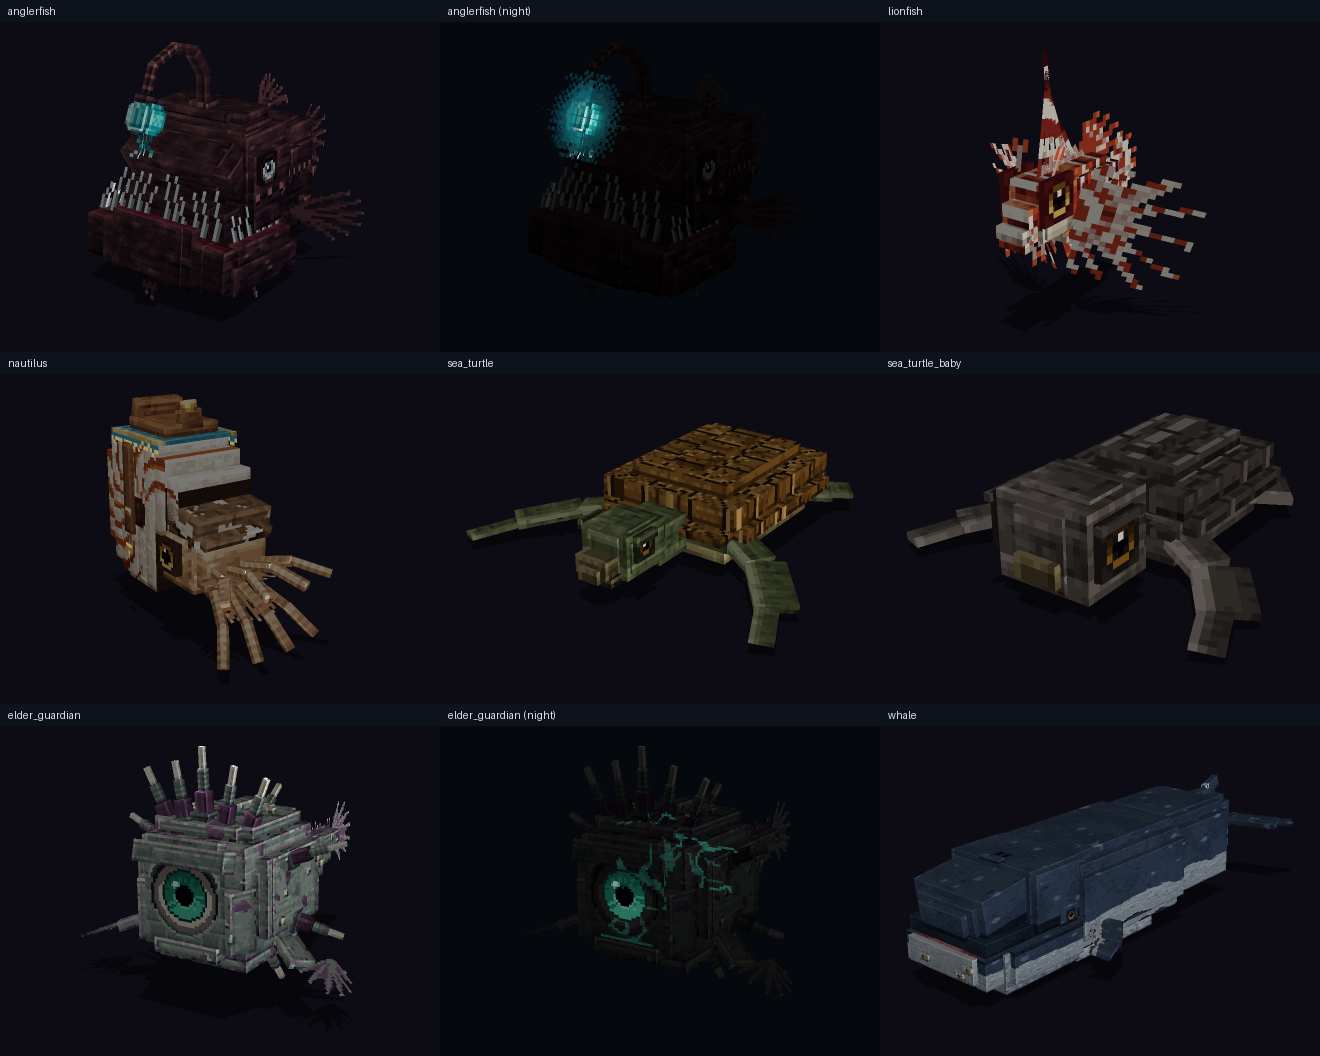 anglerfish
anglerfish (night)
lionfish
nautilus
sea_turtle
sea_turtle_baby
elder_guardian
elder_guardian (night)
whale